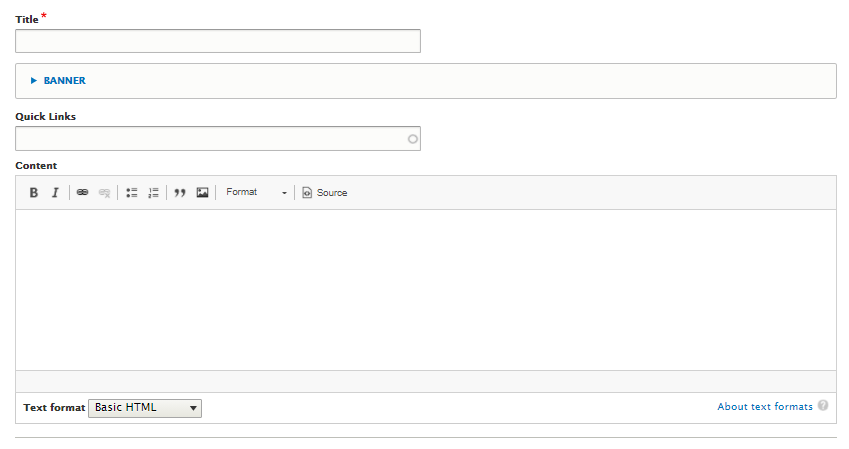 Title *
BANNER
Quick Links
Content
B I Format Source
Text format Basic HTML About text formats ?